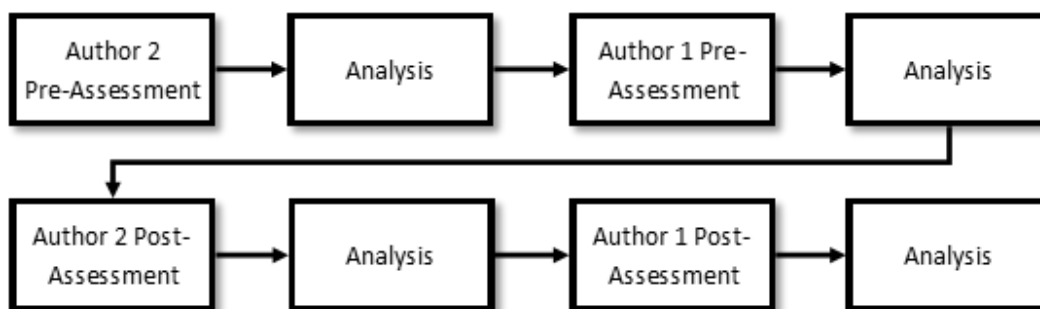 Author 2
Pre-Assessment
Analysis
Author 1 Pre-
Assessment
Analysis
Author 2 Post-
Assessment
Analysis
Author 1 Post-
Assessment
Analysis